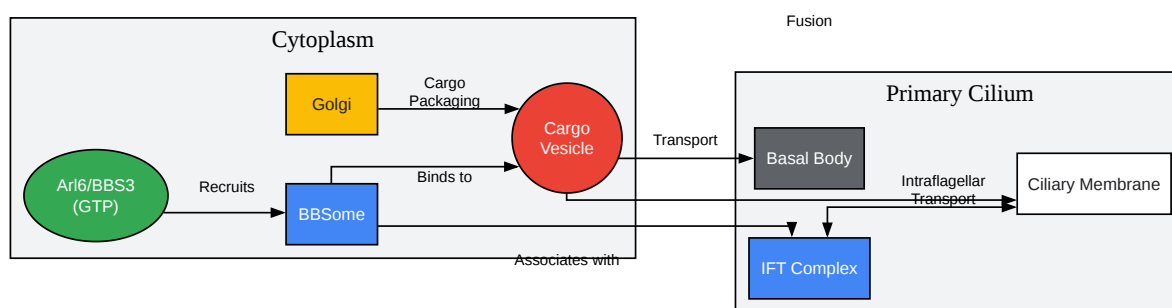 Fusion
Cytoplasm
Golgi
Cargo
Packaging
Cargo
Vesicle
Arl6/BBS3
(GTP)
Recruits
BBSome
Binds to
Associates with
Transport
Primary Cilium
Basal Body
Intraflagellar
Transport
Ciliary Membrane
IFT Complex